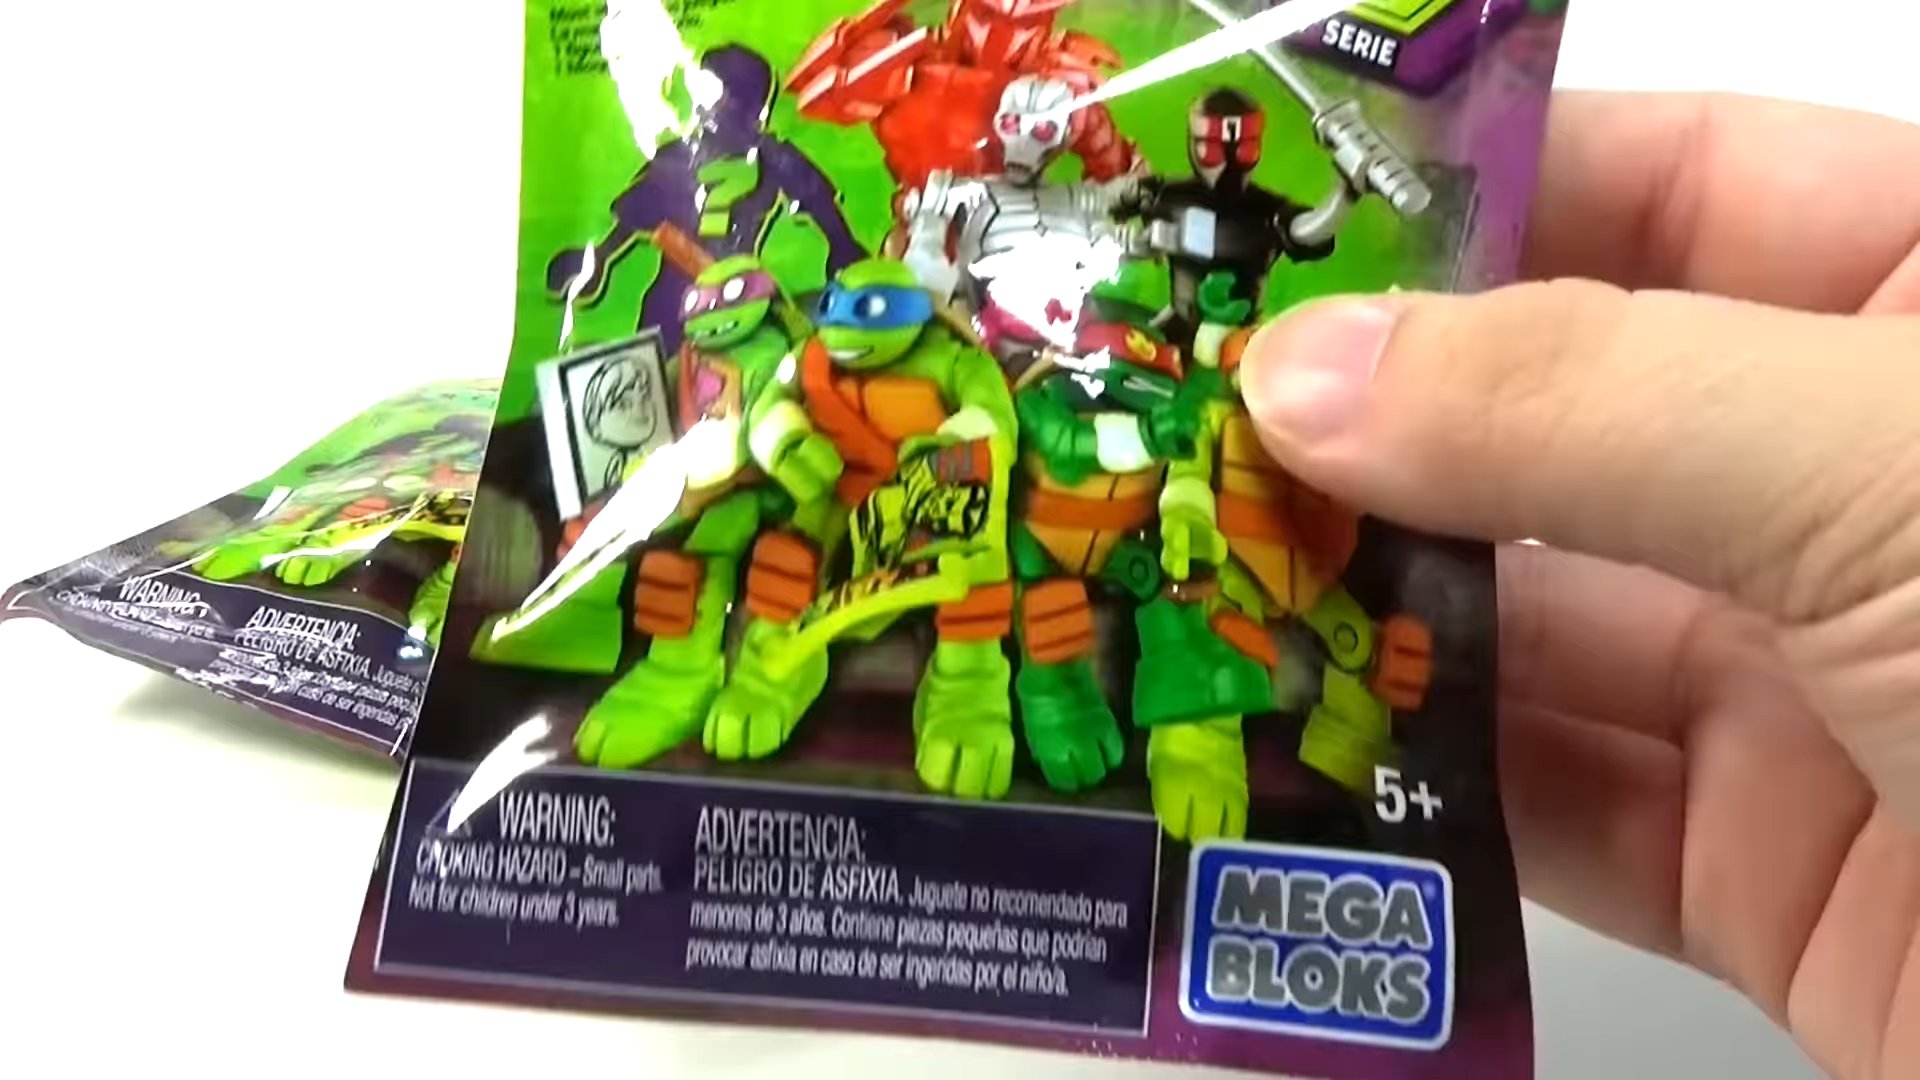 SERIE
?
5+
WARNING:
CHOKING HAZARD – Small parts.
Not for children under 3 years.
ADVERTENCIA:
PELIGRO DE ASFIXIA. Juguete no recomendado para
menores de 3 años. Contiene piezas pequeñas que podrían
provocar asfixia en caso de ser ingeridas por el niño/a.
MEGA
BLOKS
WARNING:
ADVERTENCIA:
PELIGRO DE ASFIXIA. Juguete